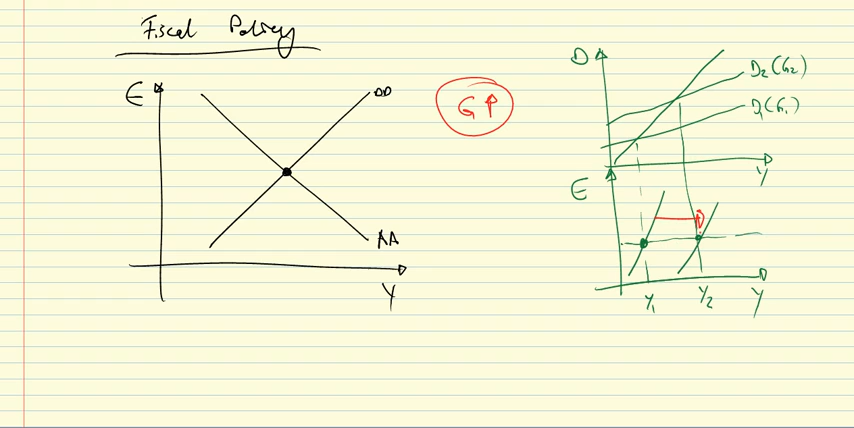 Fiscal Policy
E
DD
AA
Y
G↑
D
D₂(G₂)
D₁(G₁)
Y
E
Y₁
Y₂
Y